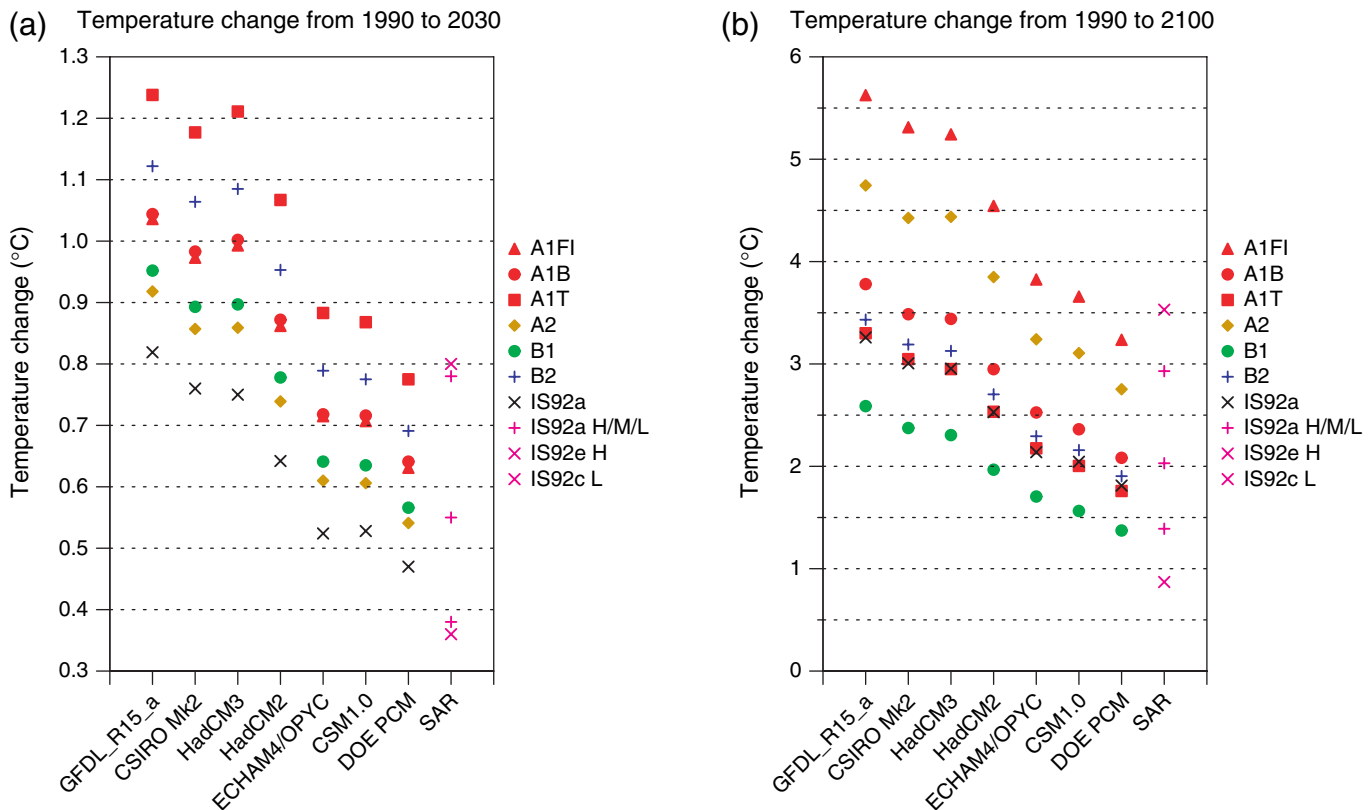 (a) Temperature change from 1990 to 2030
1.3
1.2
1.1
1.0
0.9
0.8
0.7
0.6
0.5
0.4
0.3
Temperature change (°C)
GFDL_R15_a
CSIRO Mk2
HadCM3
HadCM2
ECHAM4/OPYC
CSM1.0
DOE PCM
SAR
A1FI
A1B
A1T
A2
B1
B2
IS92a
IS92a H/M/L
IS92e H
IS92c L
(b) Temperature change from 1990 to 2100
6
5
4
3
2
1
0
Temperature change (°C)
GFDL_R15_a
CSIRO Mk2
HadCM3
HadCM2
ECHAM4/OPYC
CSM1.0
DOE PCM
SAR
A1FI
A1B
A1T
A2
B1
B2
IS92a
IS92a H/M/L
IS92e H
IS92c L